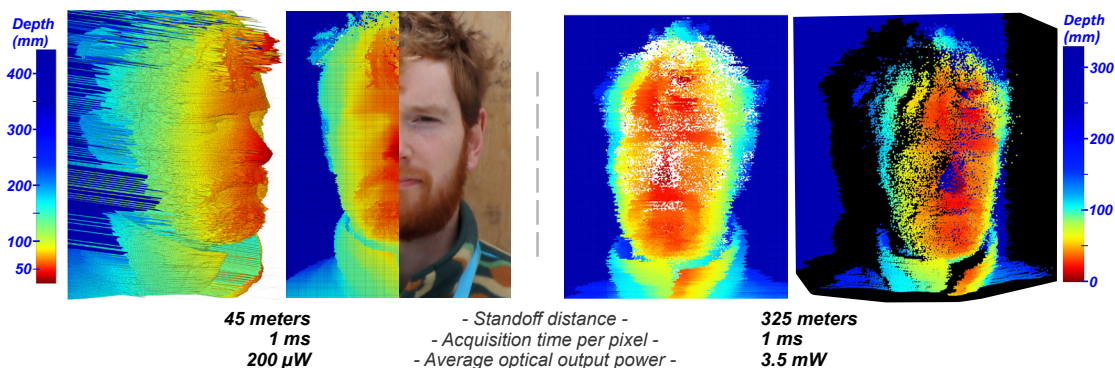 Depth
(mm)
400
300
200
100
50
Depth
(mm)
300
200
100
0
45 meters - Standoff distance - 325 meters
1 ms - Acquisition time per pixel - 1 ms
200 µW - Average optical output power - 3.5 mW